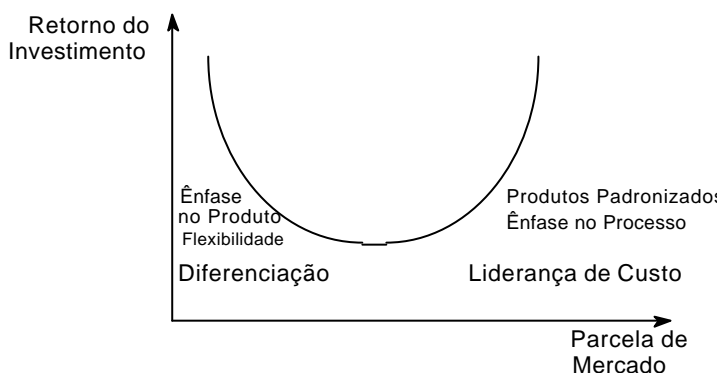 Retorno do
Investimento
Ênfase
no Produto
Flexibilidade
Produtos Padronizados
Ênfase no Processo
Diferenciação
Liderança de Custo
Parcela de
Mercado